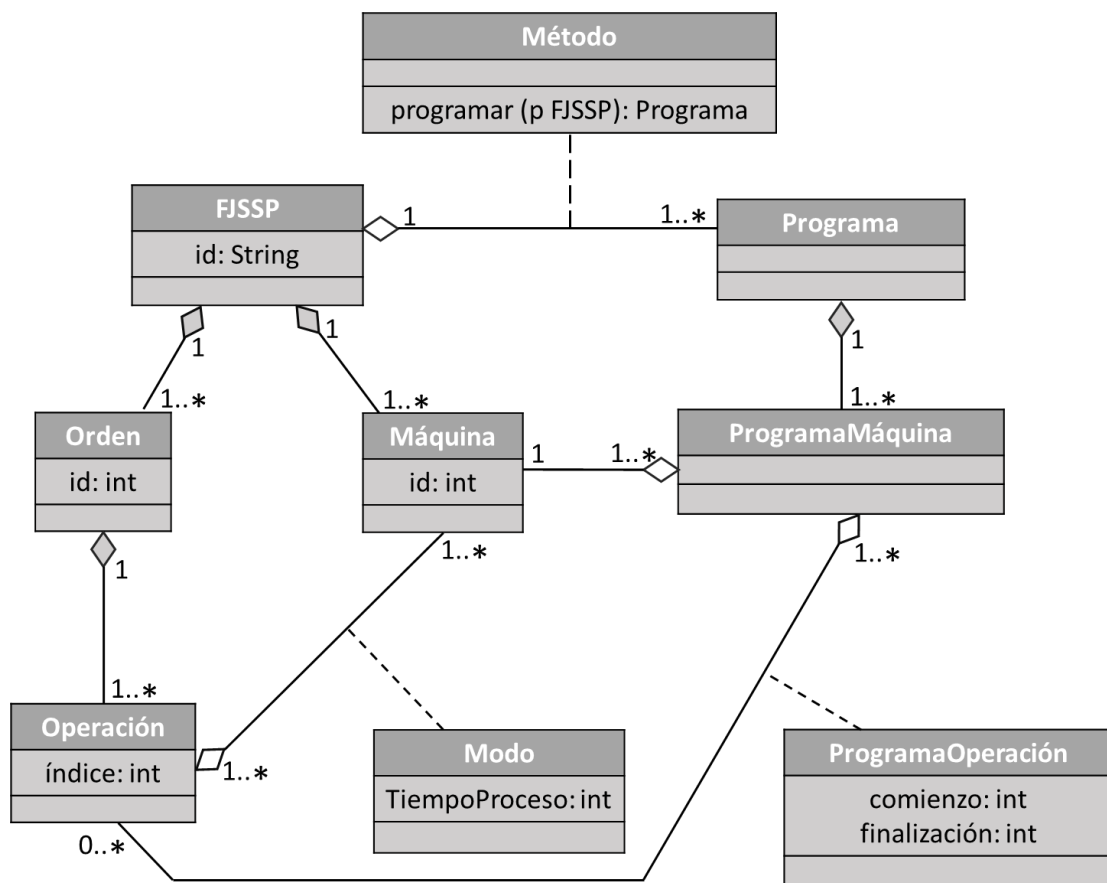 Método
programar (p FJSSP): Programa
FJSSP
id: String
1
1..*
Programa
1
1
1
1..*
1..*
1..*
Orden
id: int
Máquina
id: int
1
1..*
ProgramaMáquina
1
1..*
1..*
1..*
Operación
índice: int
1..*
0..*
Modo
TiempoProceso: int
ProgramaOperación
comienzo: int
finalización: int